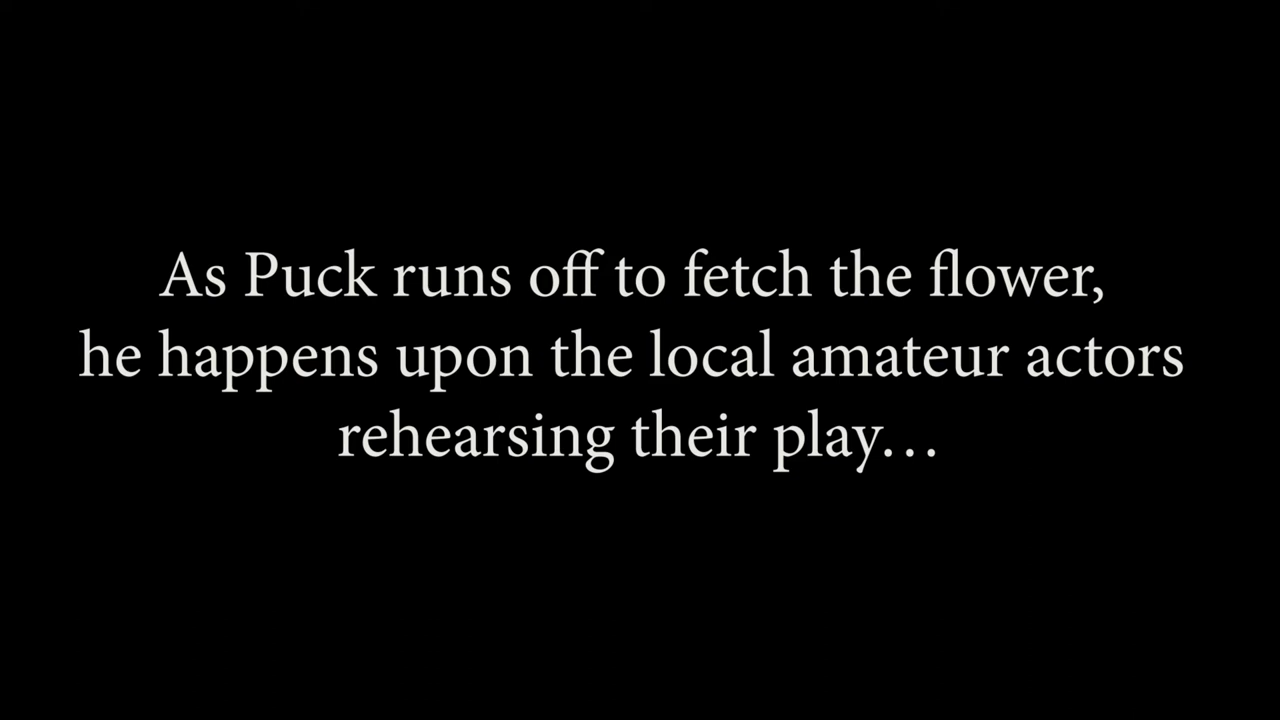 As Puck runs off to fetch the flower,
he happens upon the local amateur actors
rehearsing their play…